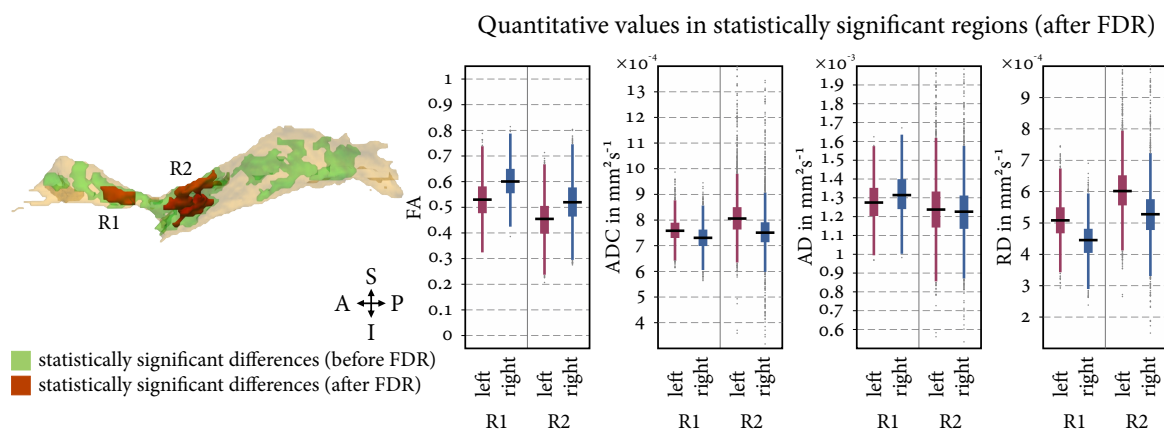 Quantitative values in statistically significant regions (after FDR)
R1
R2
S
A P
I
statistically significant differences (before FDR)
statistically significant differences (after FDR)
FA
1
0.9
0.8
0.7
0.6
0.5
0.4
0.3
0.2
0.1
0
left right left right
R1 R2
×10⁻⁴
ADC in mm² s⁻¹
13
12
11
10
9
8
7
6
5
4
left right left right
R1 R2
×10⁻³
AD in mm² s⁻¹
1.9
1.8
1.7
1.6
1.5
1.4
1.3
1.2
1.1
1
0.9
0.8
0.7
0.6
left right left right
R1 R2
×10⁻⁴
RD in mm² s⁻¹
9
8
7
6
5
4
3
2
left right left right
R1 R2